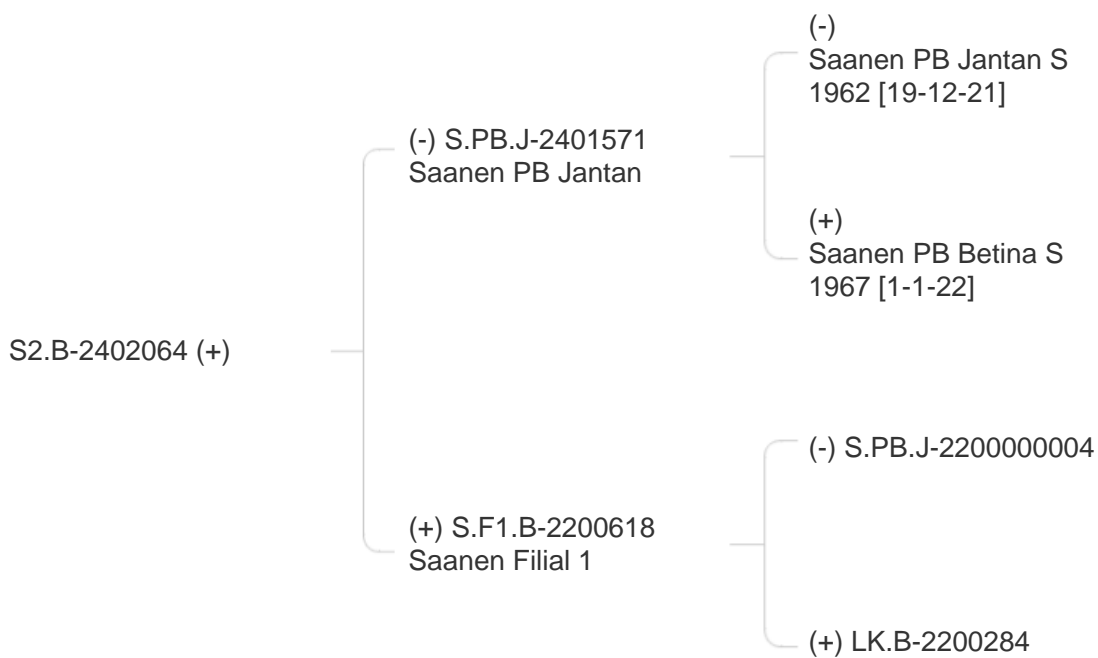 S2.B-2402064 (+)
(-) S.PB.J-2401571
Saanen PB Jantan
(+) S.F1.B-2200618
Saanen Filial 1
(-)
Saanen PB Jantan S
1962 [19-12-21]
(+)
Saanen PB Betina S
1967 [1-1-22]
(-) S.PB.J-2200000004
(+) LK.B-2200284